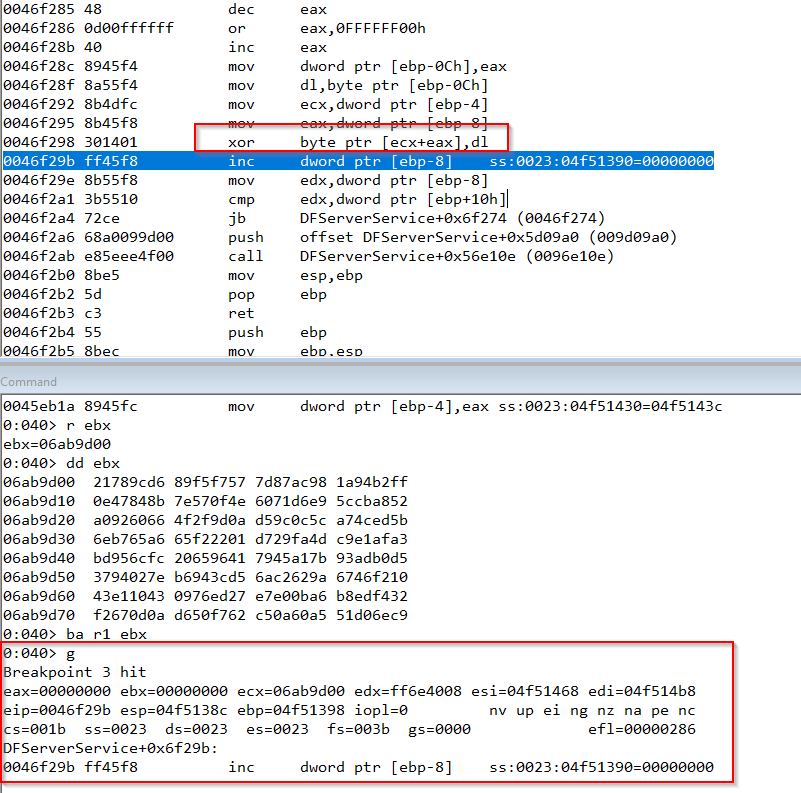 0046f285 48 dec eax
0046f286 0d00ffffff or eax,0FFFFFF00h
0046f28b 40 inc eax
0046f28c 8945f4 mov dword ptr [ebp-0Ch],eax
0046f28f 8a55f4 mov dl,byte ptr [ebp-0Ch]
0046f292 8b4dfc mov ecx,dword ptr [ebp-4]
0046f295 8b45f8 mov eax,dword ptr [ebp-8]
0046f298 301401 xor byte ptr [ecx+eax],dl
0046f29b ff45f8 inc dword ptr [ebp-8] ss:0023:04f51390=00000000
0046f29e 8b55f8 mov edx,dword ptr [ebp-8]
0046f2a1 3b5510 cmp edx,dword ptr [ebp+10h]
0046f2a4 72ce jb DFServerService+0x6f274 (0046f274)
0046f2a6 68a0099d00 push offset DFServerService+0x5d09a0 (009d09a0)
0046f2ab e85eee4f00 call DFServerService+0x56e10e (0096e10e)
0046f2b0 8be5 mov esp,ebp
0046f2b2 5d pop ebp
0046f2b3 c3 ret
0046f2b4 55 push ebp
0046f2b5 8bec mov ebp,esp
Command
0045eb1a 8945fc mov dword ptr [ebp-4],eax ss:0023:04f51430=04f5143c
0:040> r ebx
ebx=06ab9d00
0:040> dd ebx
06ab9d00 21789cd6 89f5f757 7d87ac98 1a94b2ff
06ab9d10 0e47848b 7e570f4e 6071d6e9 5ccba852
06ab9d20 a0926066 4f2f9d0a d59c0c5c a74ced5b
06ab9d30 6eb765a6 65f22201 d729fa4d c9e1afa3
06ab9d40 bd956cfc 20659641 7945a17b 93adb0d5
06ab9d50 3794027e b6943cd5 6ac2629a 6746f210
06ab9d60 43e11043 0976ed27 e7e00ba6 b8edf432
06ab9d70 f2670d0a d650f762 c50a60a5 51d06ec9
0:040> ba r1 ebx
0:040> g
Breakpoint 3 hit
eax=00000000 ebx=00000000 ecx=06ab9d00 edx=ff6e4008 esi=04f51468 edi=04f514b8
eip=0046f29b esp=04f5138c ebp=04f51398 iopl=0 nv up ei ng nz na pe nc
cs=001b ss=0023 ds=0023 es=0023 fs=003b gs=0000 efl=00000286
DFServerService+0x6f29b:
0046f29b ff45f8 inc dword ptr [ebp-8] ss:0023:04f51390=00000000